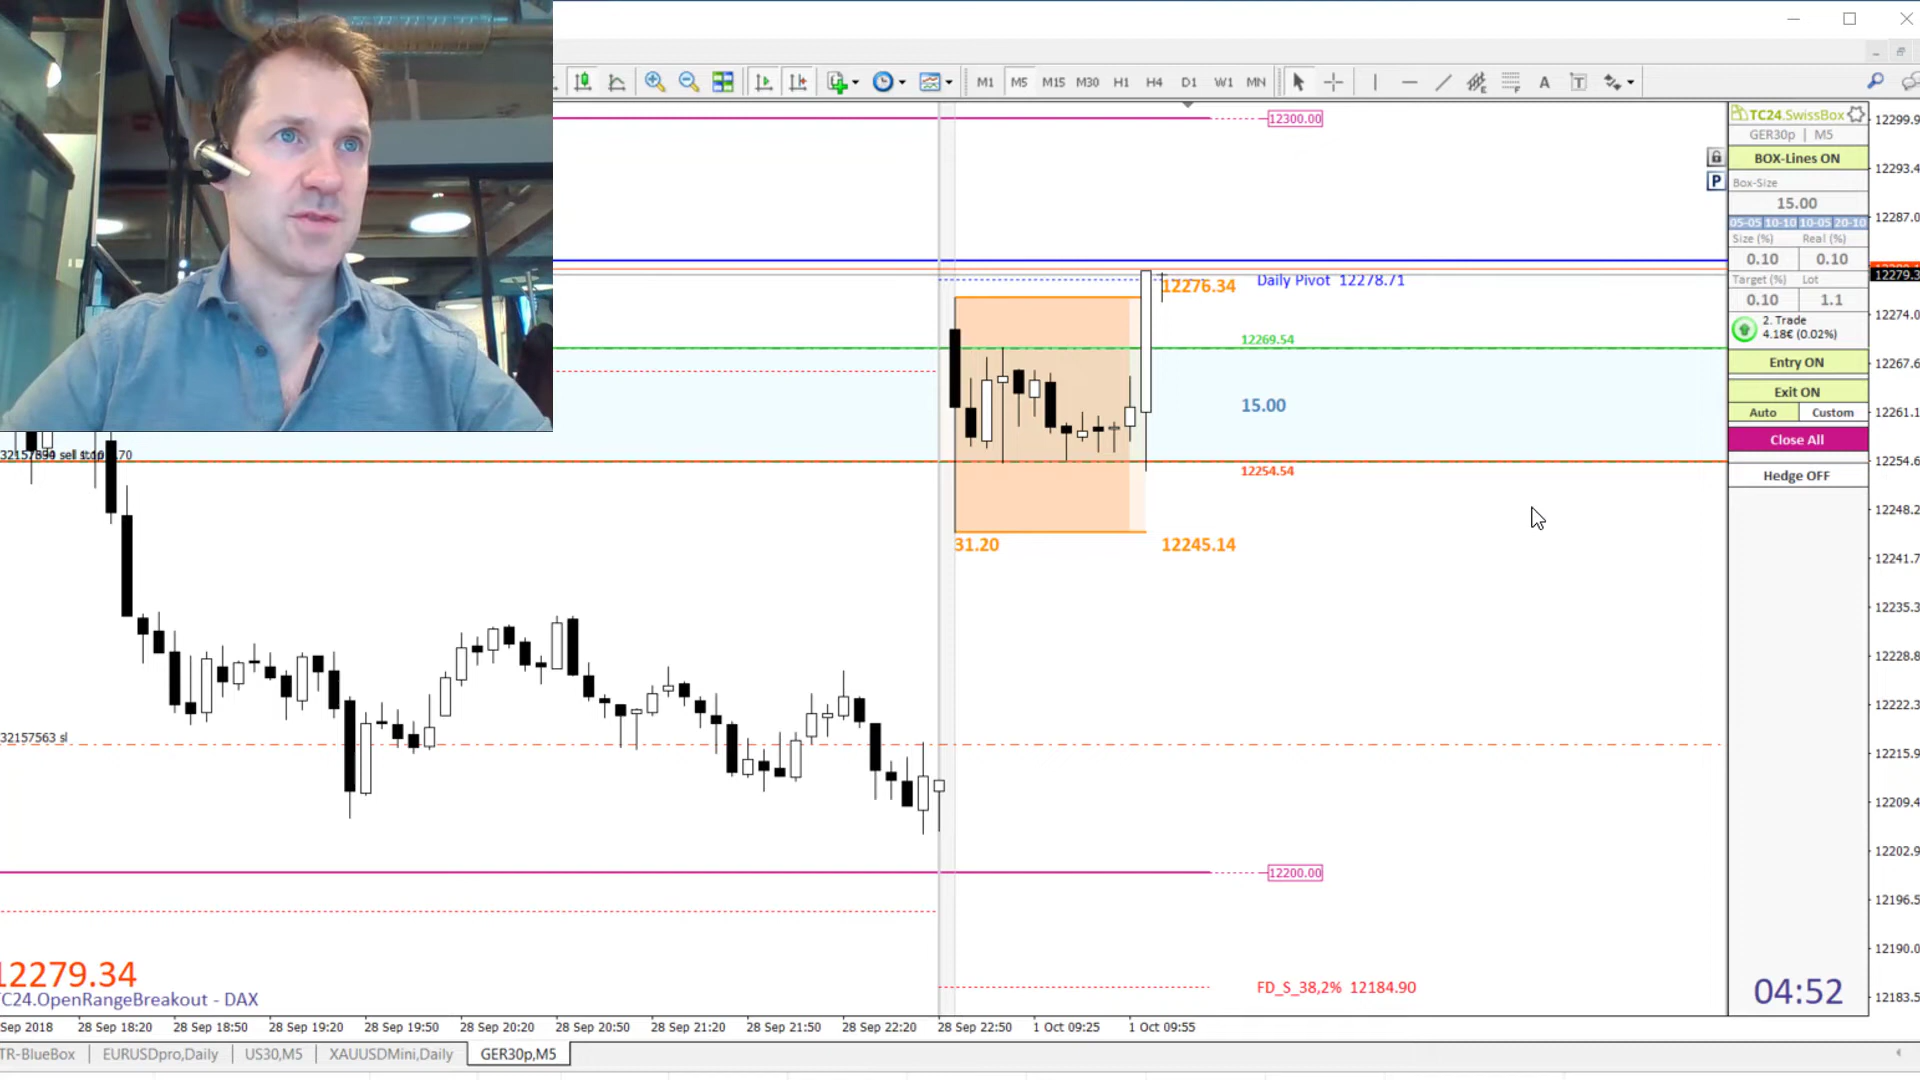 M1 M5 M15 M30 H1 H4 D1 W1 MN
A T
12300.00
TC24.SwissBox
GER30p | M5
BOX-Lines ON
P
Box-Size
15.00
05-05 10-10 10-05 20-10
Size (%) Real (%)
0.10 0.10
Target (%) Lot
0.10 1.1
2. Trade
4.18€ (0.02%)
Entry ON
Exit ON
Auto Custom
Close All
Hedge OFF
12299.9
12293.4
12287.0
12279.3
12274.0
12267.6
12261.1
12254.6
12248.2
12241.7
12235.3
12228.8
12222.3
12215.9
12209.4
12202.9
12196.5
12190.0
12183.5
12276.34
Daily Pivot 12278.71
12269.54
15.00
12254.54
31.20
12245.14
32157563 sl
12200.00
12279.34
TC24.OpenRangeBreakout - DAX
FD_S_38,2% 12184.90
04:52
Sep 2018 28 Sep 18:20 28 Sep 18:50 28 Sep 19:20 28 Sep 19:50 28 Sep 20:20 28 Sep 20:50 28 Sep 21:20 28 Sep 21:50 28 Sep 22:20 28 Sep 22:50 1 Oct 09:25 1 Oct 09:55
TR-BlueBox EURUSDpro,Daily US30,M5 XAUUSDMini,Daily GER30p,M5